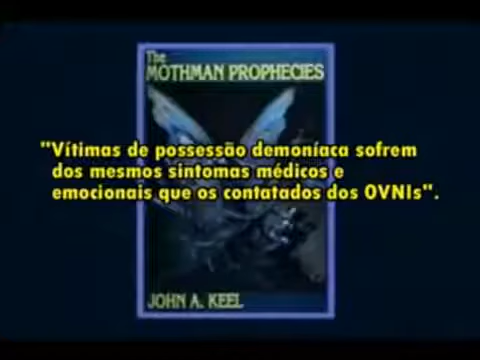 The
MOTHMAN PROPHECIES
"Vítimas de possessão demoníaca sofrem
dos mesmos sintomas médicos e
emocionais que os contatados dos OVNIs".
JOHN A. KEEL